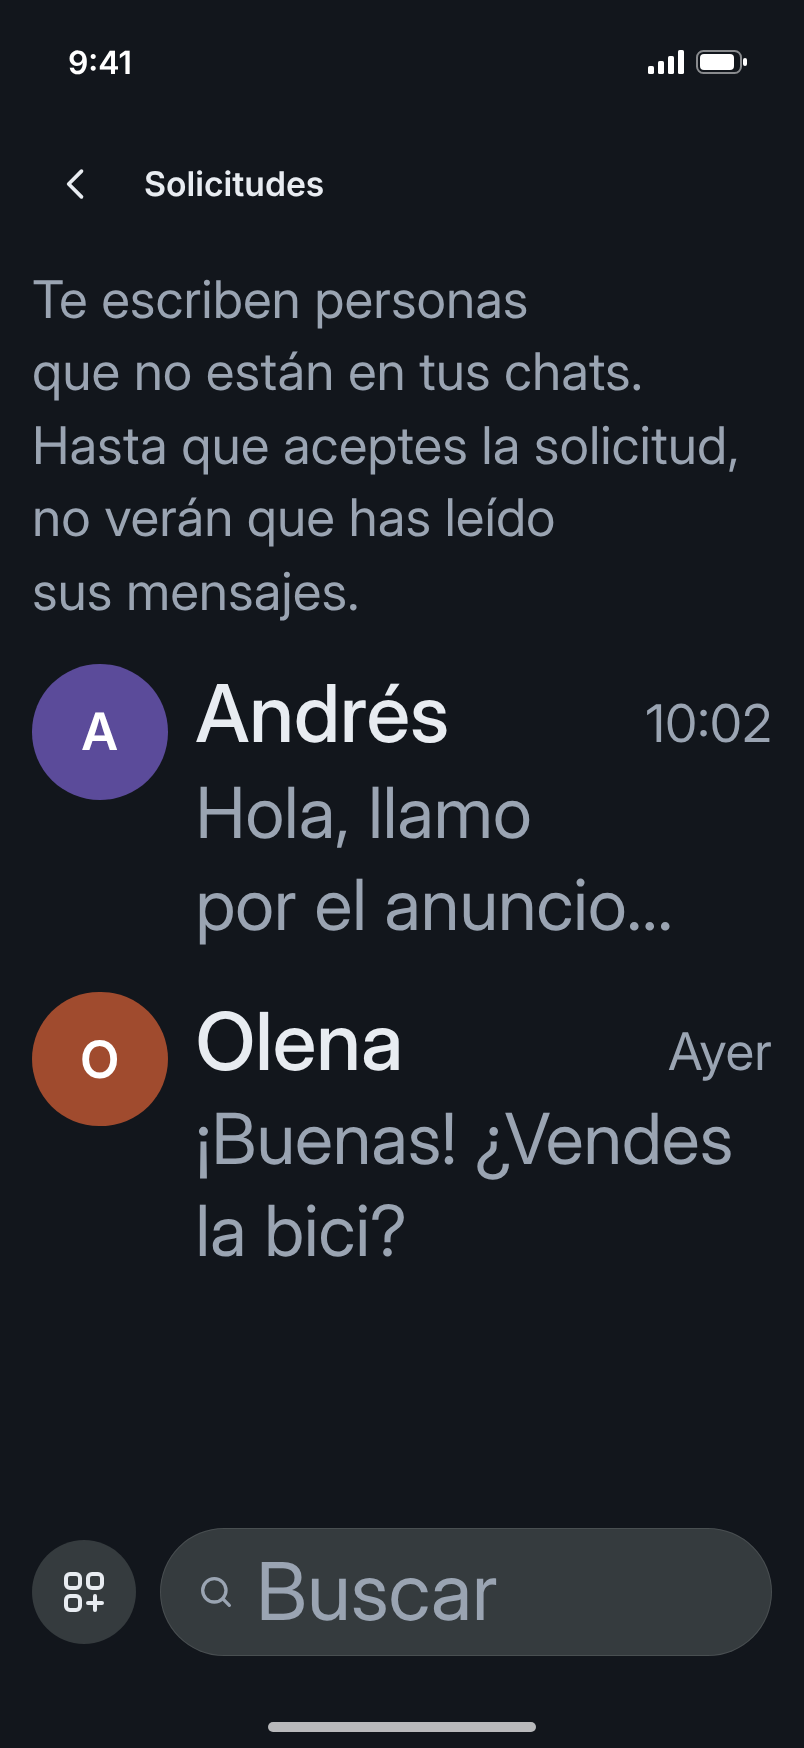 9:41
Solicitudes
Te escriben personas
que no están en tus chats.
Hasta que aceptes la solicitud,
no verán que has leído
sus mensajes.
A
Andrés
10:02
Hola, llamo
por el anuncio...
O
Olena
Ayer
¡Buenas! ¿Vendes
la bici?
Buscar